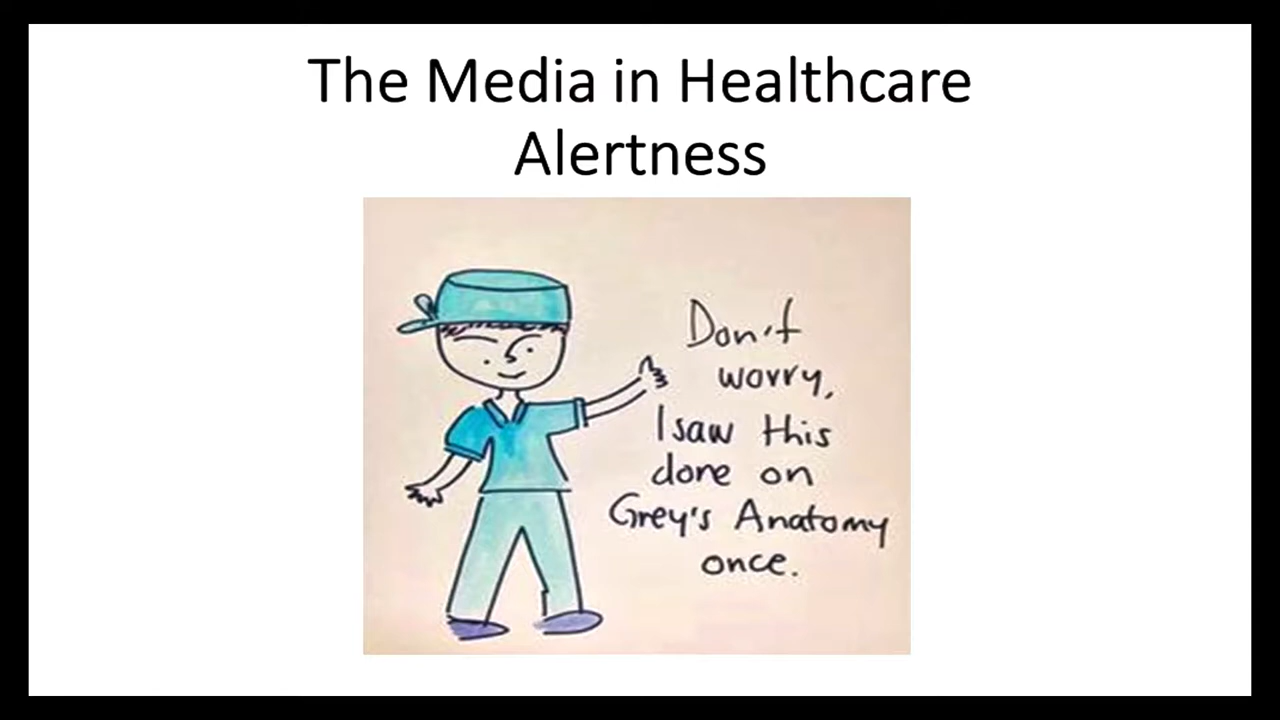 The Media in Healthcare
Alertness
Don't
worry,
I saw this
done on
Grey's Anatomy
once.